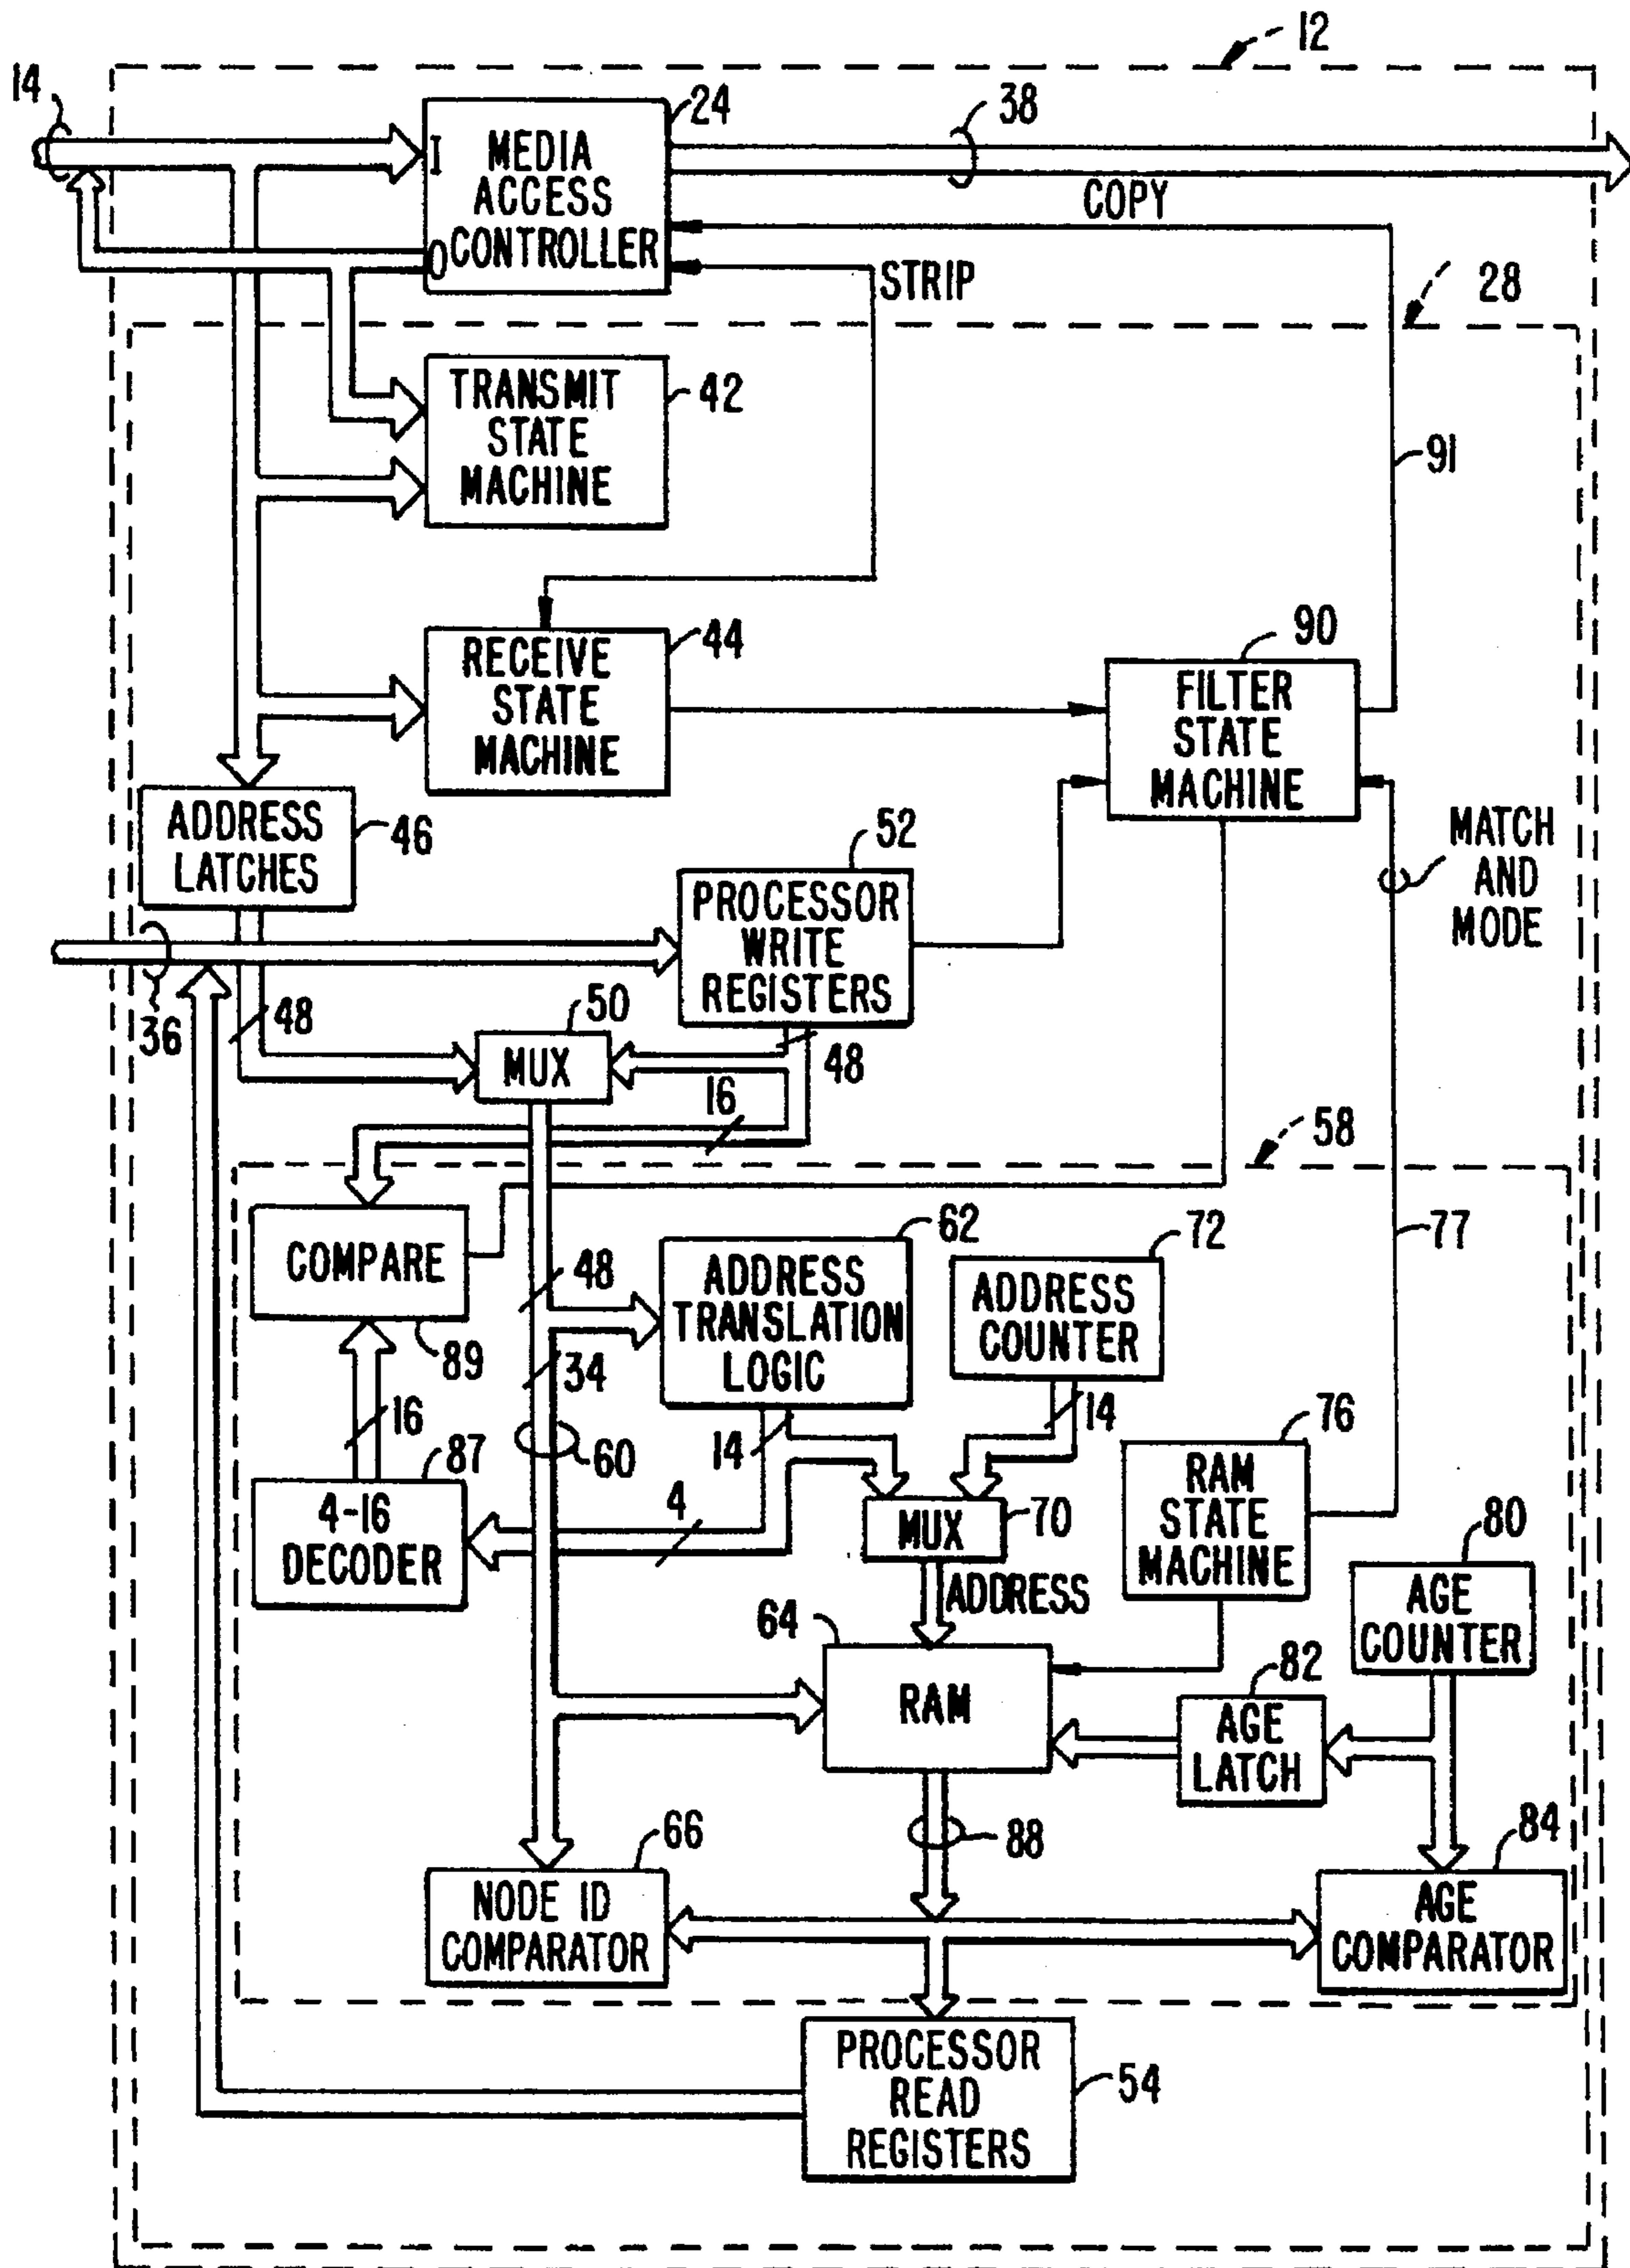 12
14
24
38
I
MEDIA
ACCESS
CONTROLLER
O
COPY
STRIP
28
TRANSMIT
STATE
MACHINE
42
91
RECEIVE
STATE
MACHINE
44
90
FILTER
STATE
MACHINE
ADDRESS
LATCHES
46
52
PROCESSOR
WRITE
REGISTERS
MATCH
AND
MODE
36
48
50
MUX
48
16
58
COMPARE
89
48
62
ADDRESS
TRANSLATION
LOGIC
72
ADDRESS
COUNTER
77
34
16
60
14
14
76
RAM
STATE
MACHINE
87
4-16
DECODER
4
MUX
70
80
AGE
COUNTER
ADDRESS
64
RAM
82
AGE
LATCH
88
66
NODE ID
COMPARATOR
84
AGE
COMPARATOR
PROCESSOR
READ
REGISTERS
54